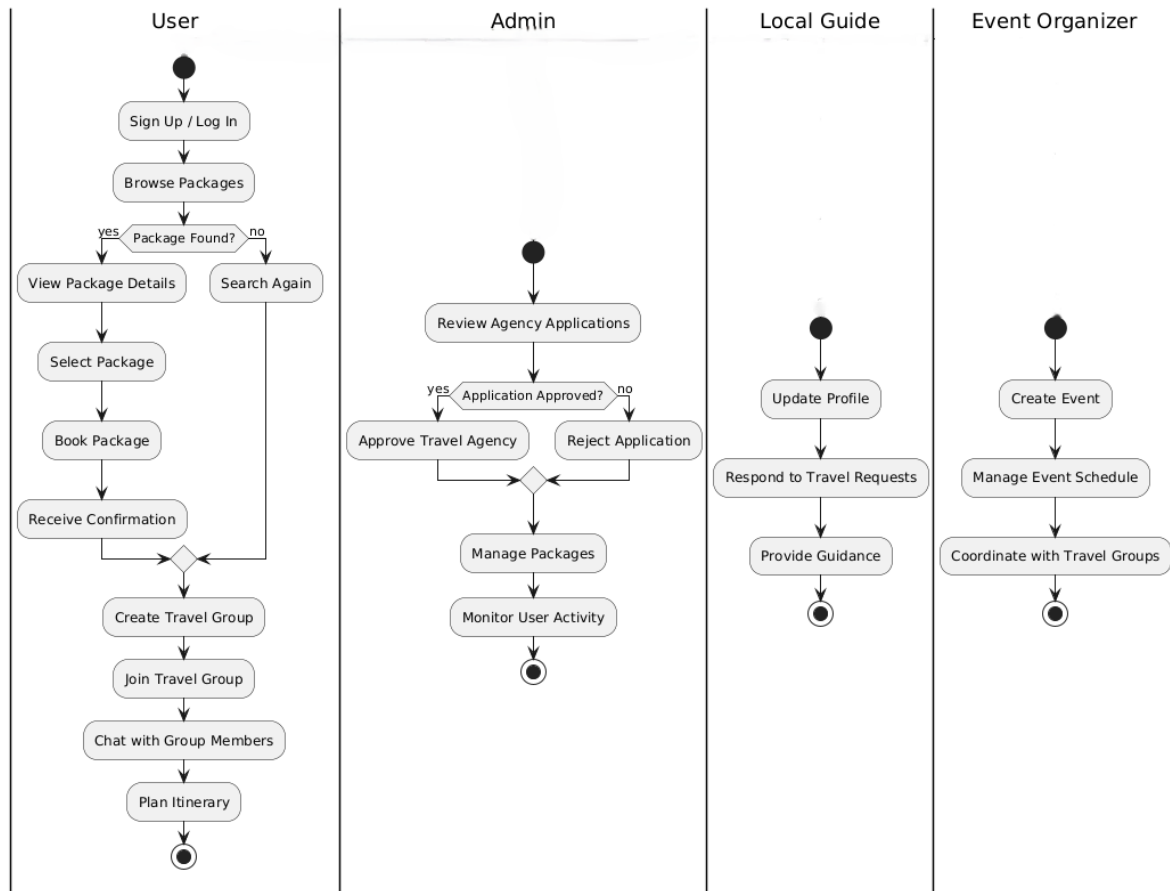 User
Admin
Local Guide
Event Organizer
Sign Up / Log In
Browse Packages
Package Found?
yes
no
View Package Details
Search Again
Select Package
Book Package
Receive Confirmation
Create Travel Group
Join Travel Group
Chat with Group Members
Plan Itinerary
Review Agency Applications
Application Approved?
yes
no
Approve Travel Agency
Reject Application
Manage Packages
Monitor User Activity
Update Profile
Respond to Travel Requests
Provide Guidance
Create Event
Manage Event Schedule
Coordinate with Travel Groups